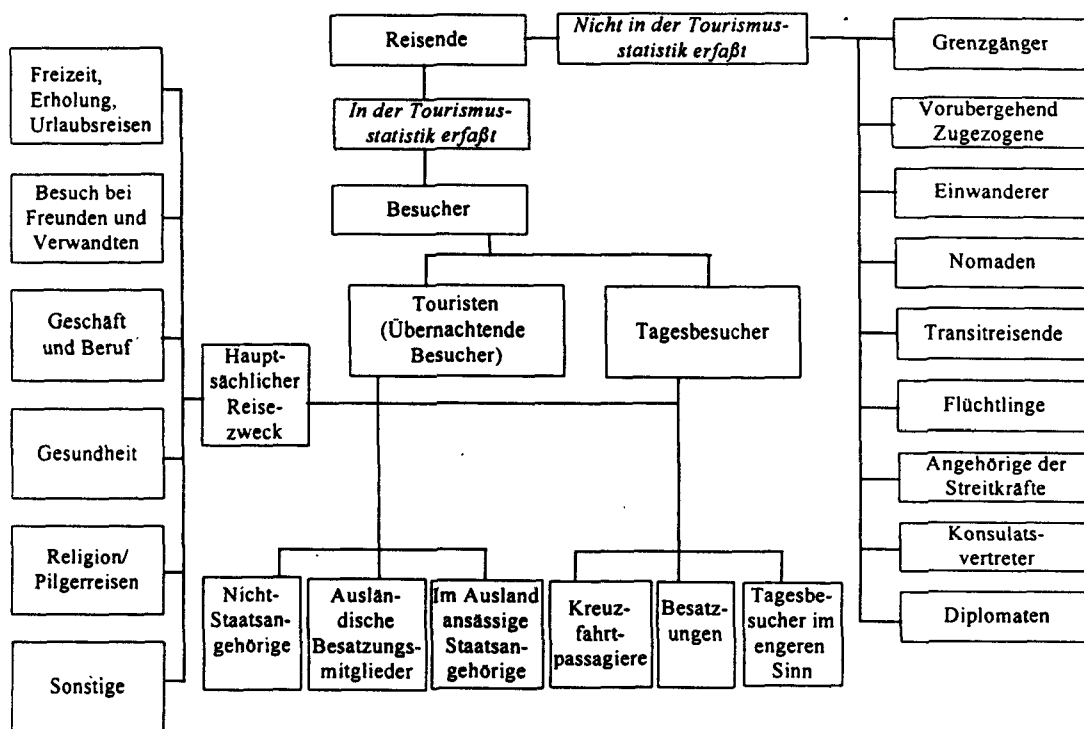 Reisende
Nicht in der Tourismus-
statistik erfaßt
In der Tourismus-
statistik erfaßt
Besucher
Touristen
(Übernachtende
Besucher)
Tagesbesucher
Freizeit,
Erholung,
Urlaubsreisen
Besuch bei
Freunden und
Verwandten
Geschäft
und Beruf
Gesundheit
Religion/
Pilgerreisen
Sonstige
Haupt-
sächlicher
Reise-
zweck
Nicht-
Staatsan-
gehörige
Auslän-
dische
Besatzungs-
mitglieder
Im Ausland
ansässige
Staatsan-
gehörige
Kreuz-
fahrt-
passagiere
Besatz-
ungen
Tagesbe-
sucher im
engeren
Sinn
Grenzgänger
Vorubergehend
Zugezogene
Einwanderer
Nomaden
Transitreisende
Flüchtlinge
Angehörige der
Streitkräfte
Konsulats-
vertreter
Diplomaten